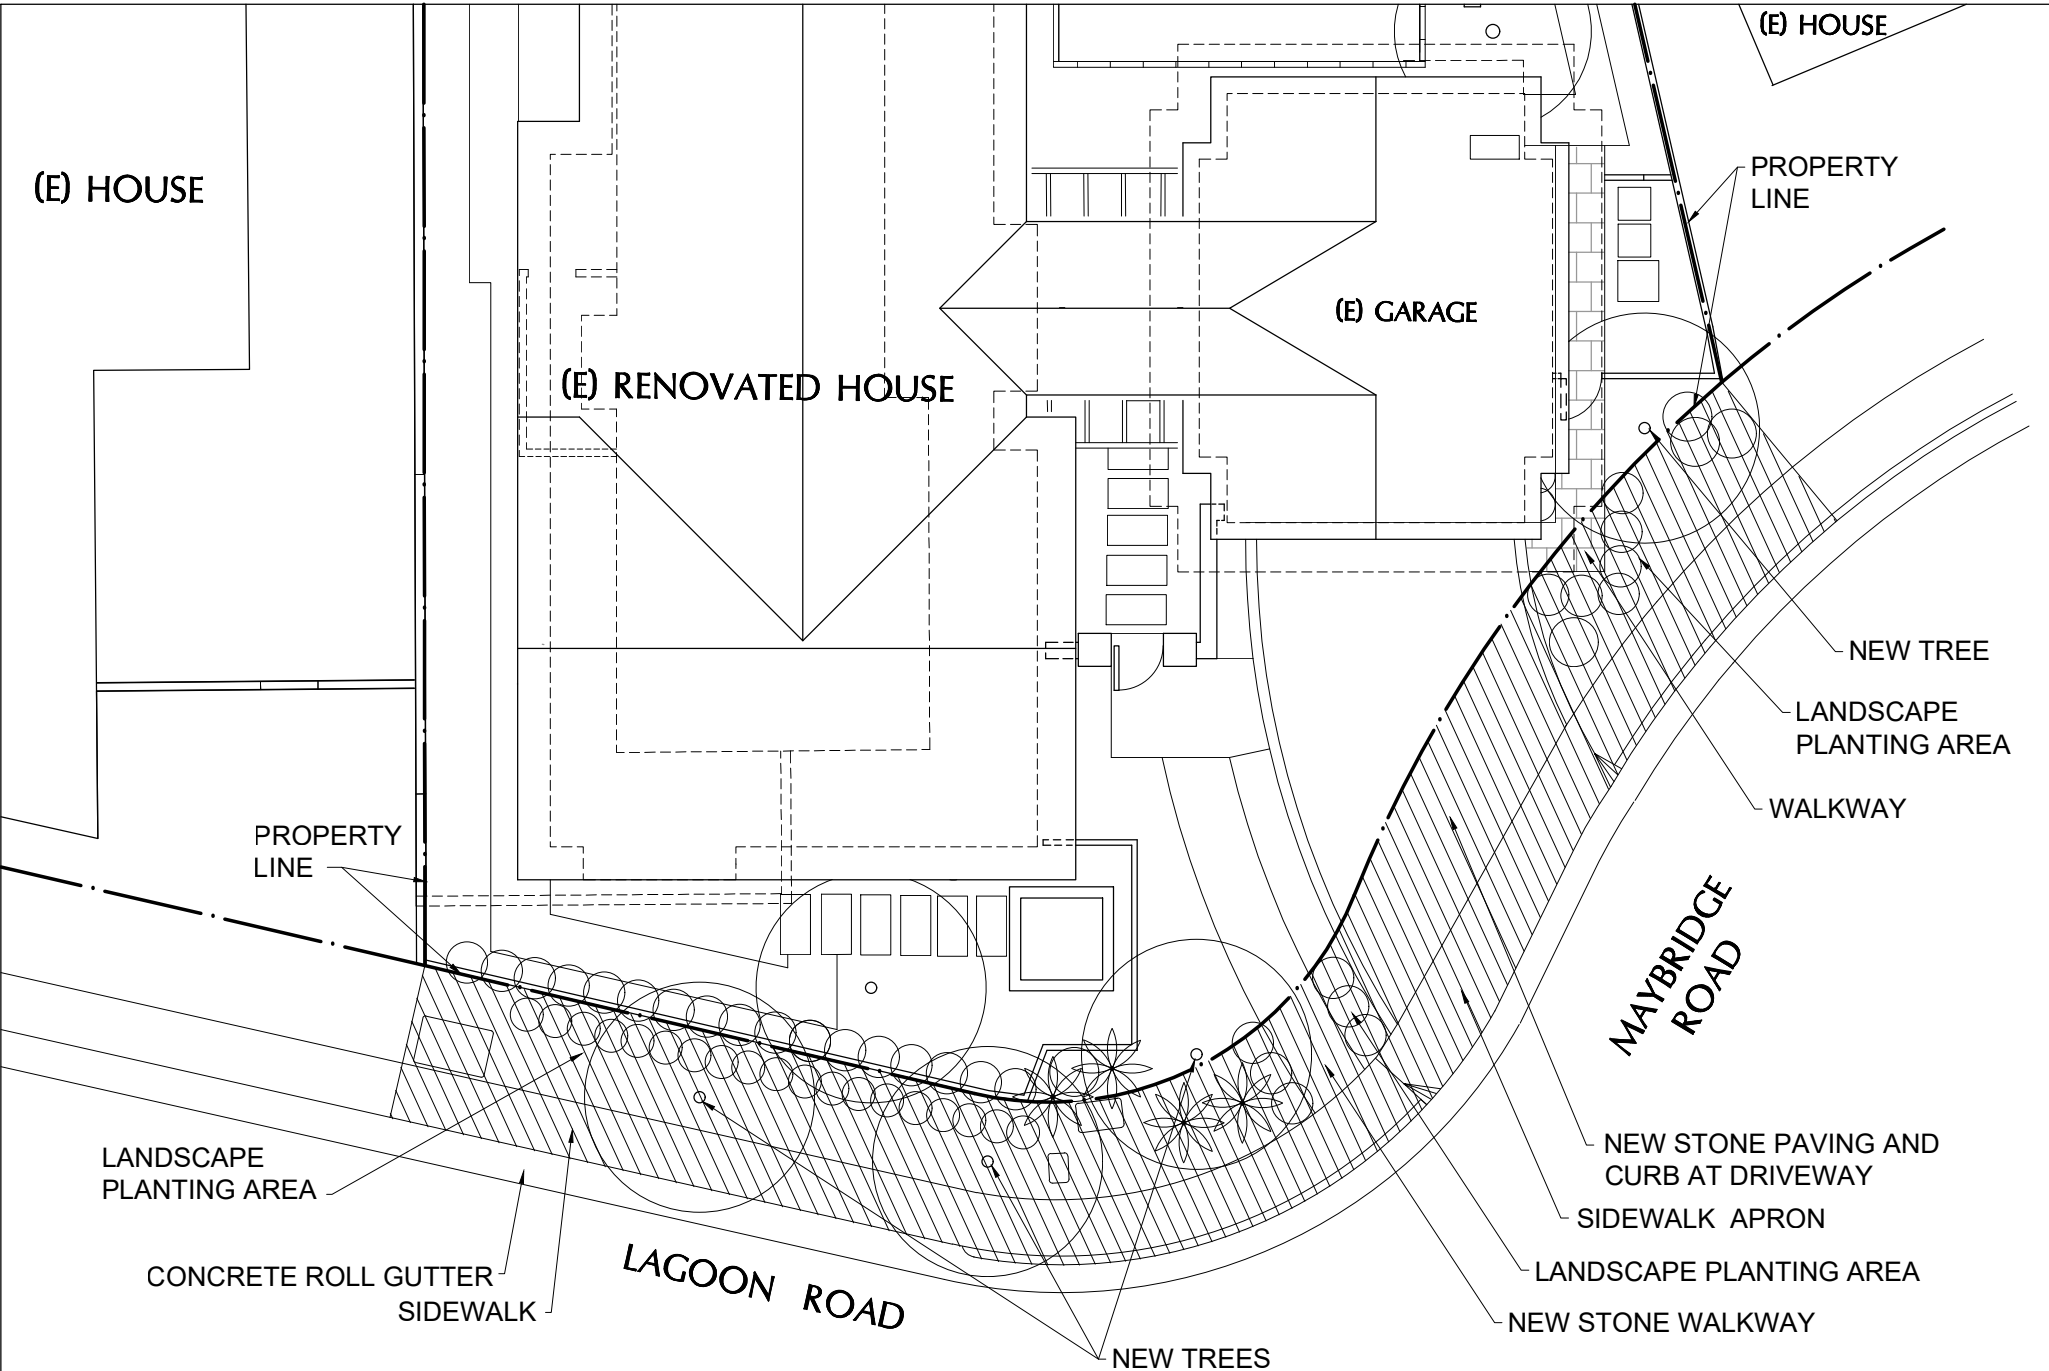 (E) HOUSE
(E) HOUSE
PROPERTY
LINE
(E) GARAGE
(E) RENOVATED HOUSE
NEW TREE
LANDSCAPE
PLANTING AREA
WALKWAY
PROPERTY
LINE
MAYBRIDGE
ROAD
NEW STONE PAVING AND
CURB AT DRIVEWAY
LANDSCAPE
PLANTING AREA
SIDEWALK APRON
CONCRETE ROLL GUTTER
LANDSCAPE PLANTING AREA
SIDEWALK
LAGOON ROAD
NEW STONE WALKWAY
NEW TREES